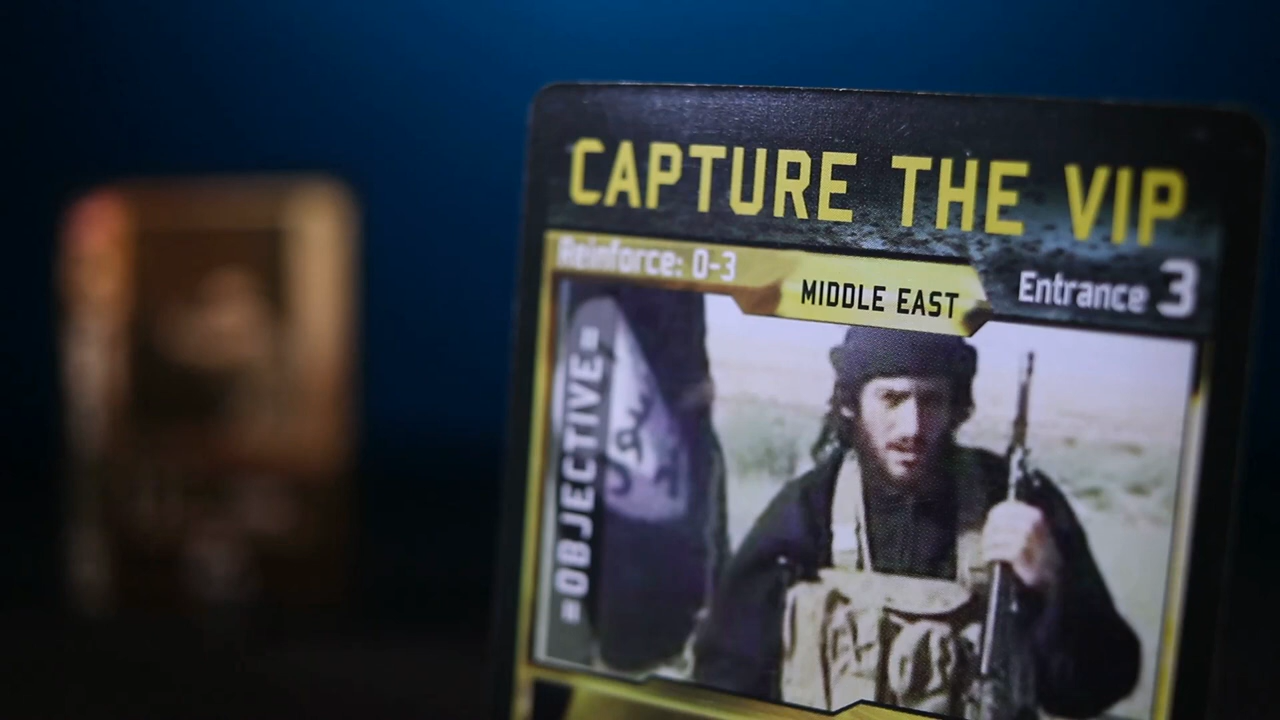 CAPTURE THE VIP
Reinforce: 0-3
MIDDLE EAST
Entrance 3
OBJECTIVE